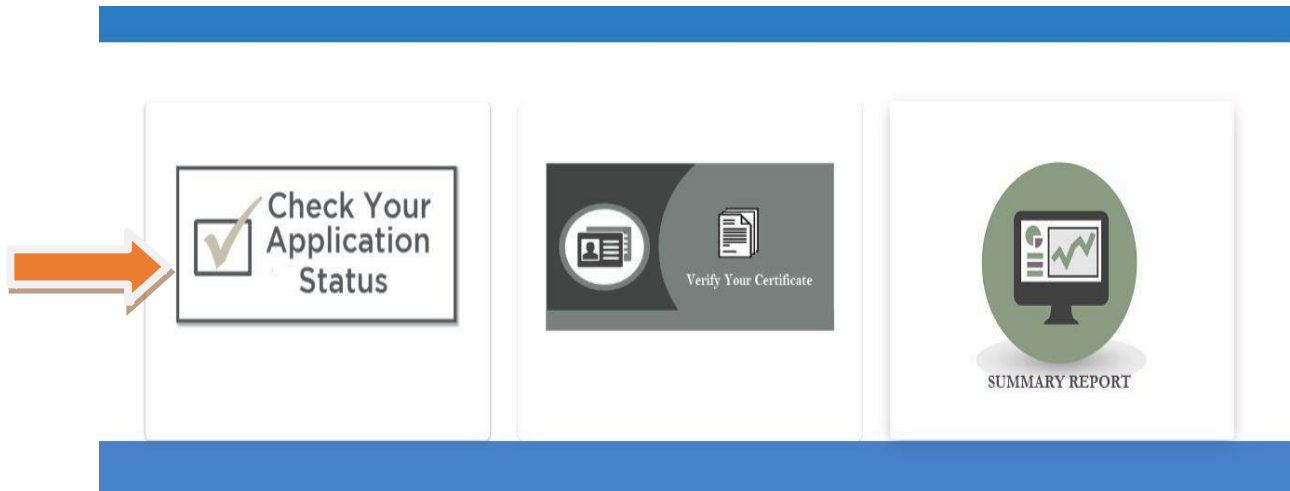 Check Your
Application
Status
Verify Your Certificate
SUMMARY REPORT